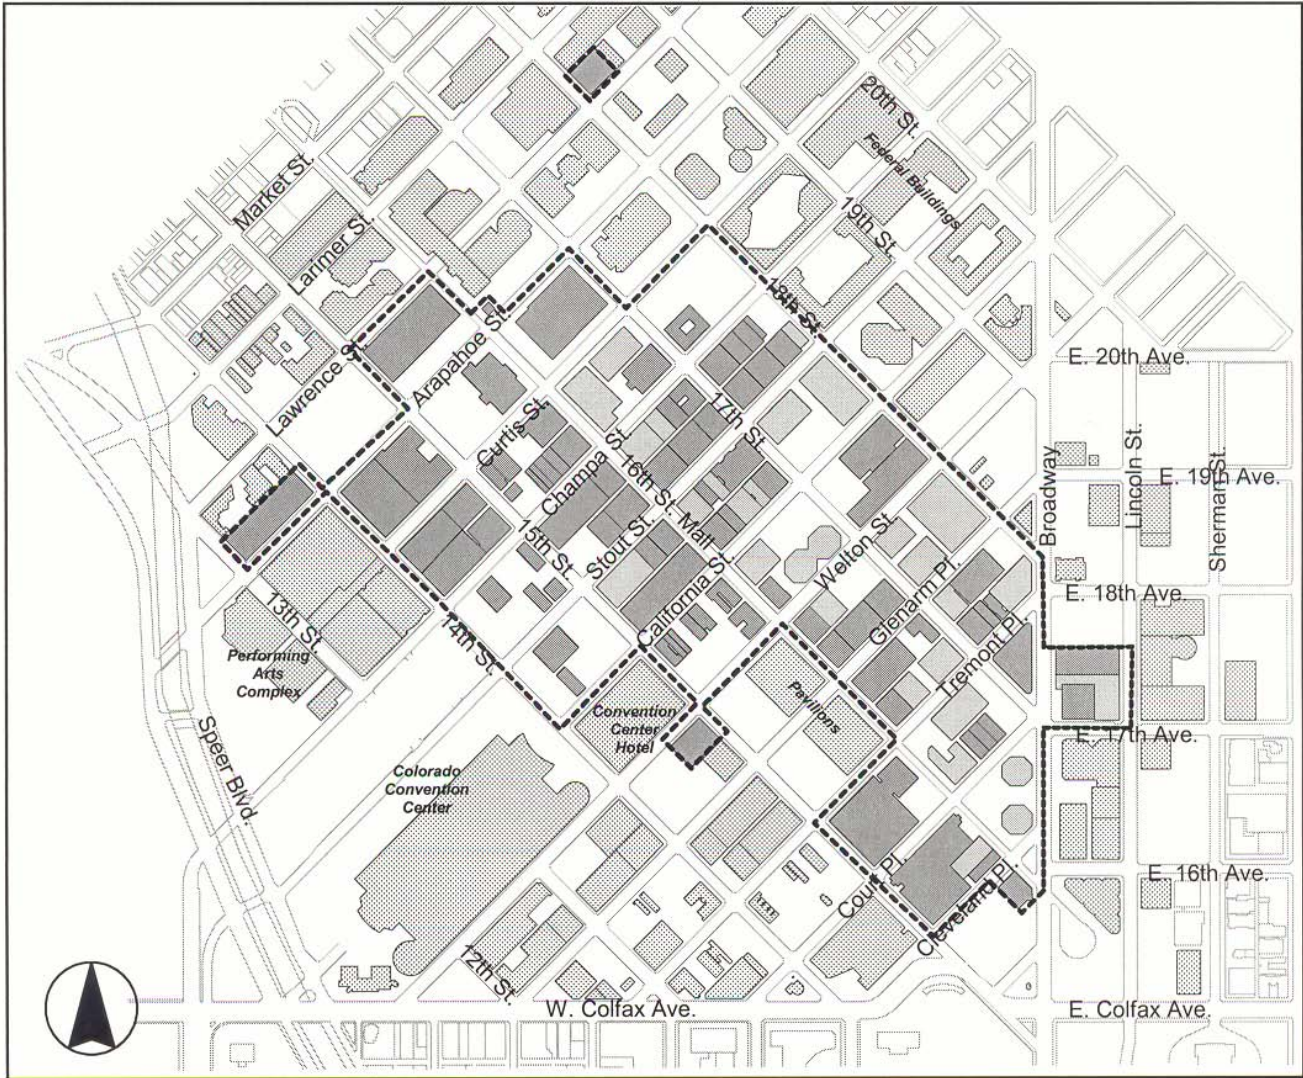 20th St.
Federal Buildings
Market St.
19th St.
Larimer St.
18th St.
Lawrence St.
Arapahoe St.
E. 20th Ave.
17th St.
Curtis St.
Broadway
Lincoln St.
Sherman St.
E. 19th Ave.
Champa St.
16th St. Mall
15th St.
Stout St.
California St.
Welton St.
E. 18th Ave.
Glenarm Pl.
13th St.
14th St.
Tremont Pl.
Performing
Arts
Complex
Pavilions
Convention
Center
Hotel
E. 17th Ave.
Speer Blvd.
Colorado
Convention
Center
E. 16th Ave.
Court Pl.
Cleveland Pl.
12th St.
W. Colfax Ave.
E. Colfax Ave.